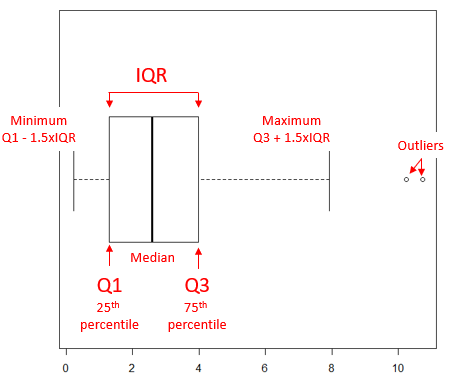 IQR
Minimum
Q1 - 1.5xIQR
Maximum
Q3 + 1.5xIQR
Outliers
Median
Q1
25th
percentile
Q3
75th
percentile
0 2 4 6 8 10